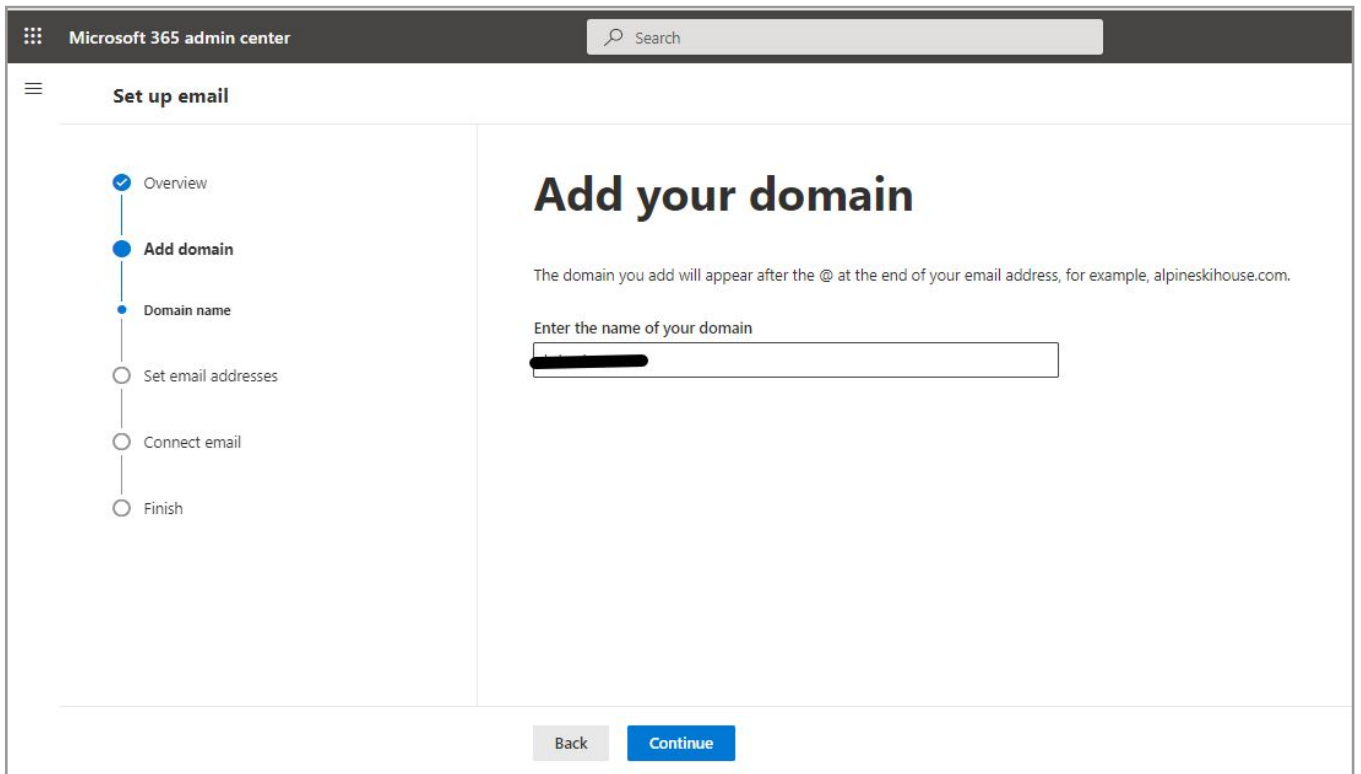 Microsoft 365 admin center
Search
Set up email
Overview
Add domain
Domain name
Set email addresses
Connect email
Finish
Add your domain
The domain you add will appear after the @ at the end of your email address, for example, alpineskihouse.com.
Enter the name of your domain
Back
Continue